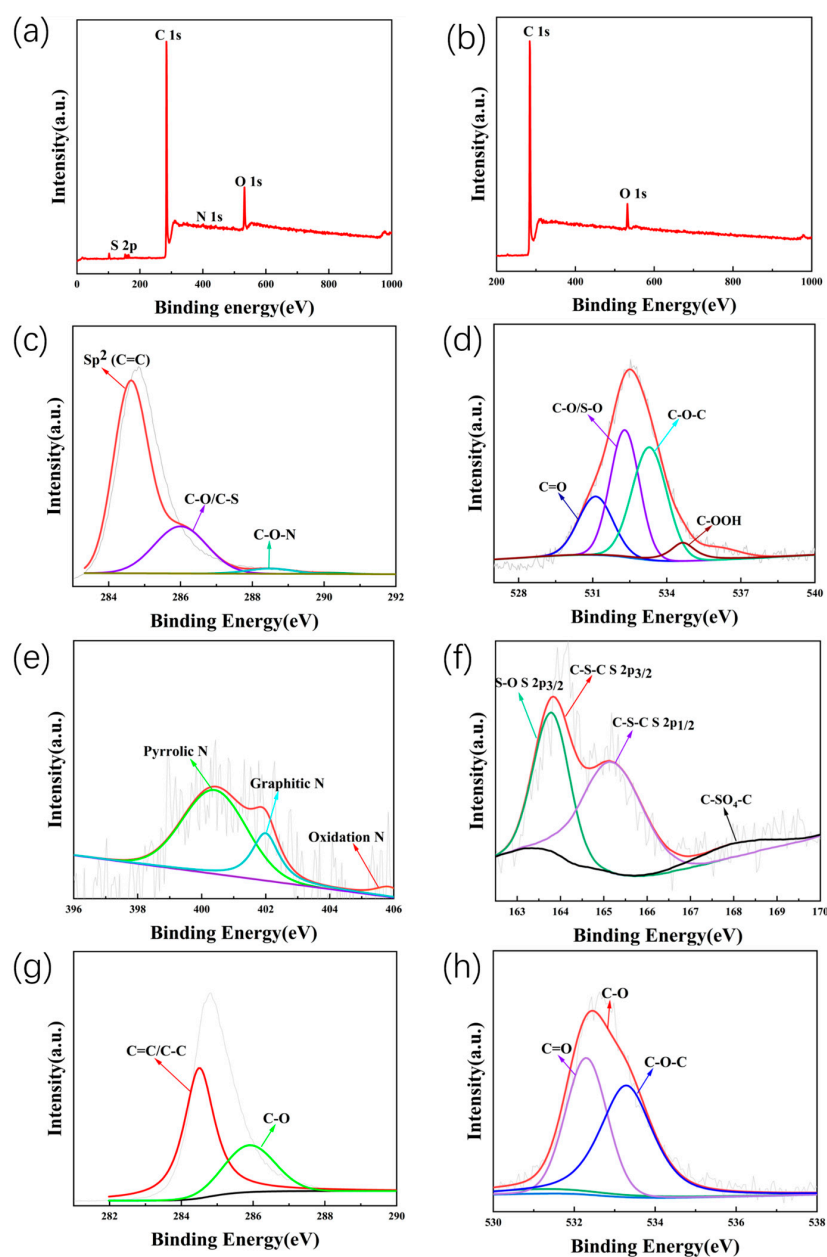 (a)
C 1s
O 1s
N 1s
S 2p
Intensity(a.u.)
0 200 400 600 800 1000
Binding energy(eV)
(b)
C 1s
O 1s
Intensity(a.u.)
200 400 600 800 1000
Binding Energy(eV)
(c)
Sp2 (C=C)
C-O/C-S
C-O-N
Intensity(a.u.)
284 286 288 290 292
Binding Energy(eV)
(d)
C-O/S-O
C-O-C
C=O
C-OOH
Intensity(a.u.)
528 531 534 537 540
Binding Energy(eV)
(e)
Pyrrolic N
Graphitic N
Oxidation N
Intensity(a.u.)
396 398 400 402 404 406
Binding Energy(eV)
(f)
S-O S 2p3/2
C-S-C S 2p3/2
C-S-C S 2p1/2
C-SO4-C
Intensity(a.u.)
163 164 165 166 167 168 169 170
Binding Energy(eV)
(g)
C=C/C-C
C-O
Intensity(a.u.)
282 284 286 288 290
Binding Energy(eV)
(h)
C-O
C=O
C-O-C
Intensity(a.u.)
530 532 534 536 538
Binding Energy(eV)